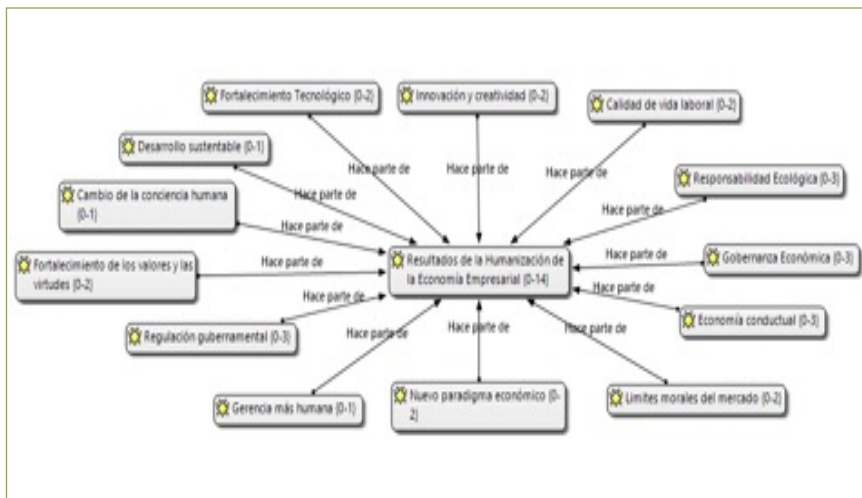 Fortalecimiento Tecnológico (0-2)
Innovación y creatividad (0-2)
Calidad de vida laboral (0-2)
Desarrollo sustentable (0-1)
Hace parte de
Hace parte de
Hace parte de
Responsabilidad Ecológica (0-3)
Cambio de la conciencia humana
(0-1)
Hace parte de
Hace parte de
Hace parte de
Fortalecimiento de los valores y las
virtudes (0-2)
Hace parte de
Resultados de la Humanización de
la Economía Empresarial (0-14)
Hace parte de
Gobernanza Económica (0-3)
Hace parte de
Hace parte de
Economía conductual (0-3)
Regulación gubernamental (0-3)
Hace parte de
Hace parte de
Hace parte de
Gerencia más humana (0-1)
Nuevo paradigma económico (0-
2)
Limites morales del mercado (0-2)